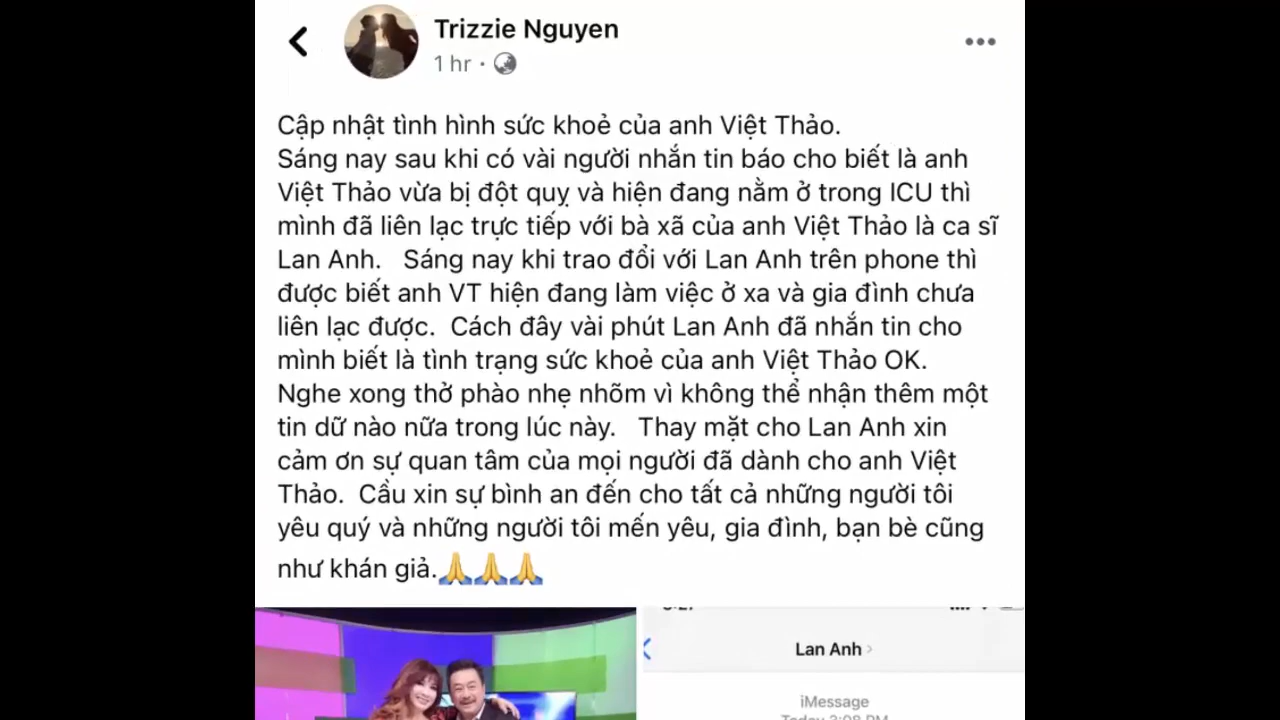 Trizzie Nguyen
1 hr ·
Cập nhật tình hình sức khoẻ của anh Việt Thảo.
Sáng nay sau khi có vài người nhắn tin báo cho biết là anh
Việt Thảo vừa bị đột quỵ và hiện đang nằm ở trong ICU thì
mình đã liên lạc trực tiếp với bà xã của anh Việt Thảo là ca sĩ
Lan Anh. Sáng nay khi trao đổi với Lan Anh trên phone thì
được biết anh VT hiện đang làm việc ở xa và gia đình chưa
liên lạc được. Cách đây vài phút Lan Anh đã nhắn tin cho
mình biết là tình trạng sức khoẻ của anh Việt Thảo OK.
Nghe xong thở phào nhẹ nhõm vì không thể nhận thêm một
tin dữ nào nữa trong lúc này. Thay mặt cho Lan Anh xin
cảm ơn sự quan tâm của mọi người đã dành cho anh Việt
Thảo. Cầu xin sự bình an đến cho tất cả những người tôi
yêu quý và những người tôi mến yêu, gia đình, bạn bè cũng
như khán giả.🙏🙏🙏
Lan Anh
iMessage
Today 3:08 PM